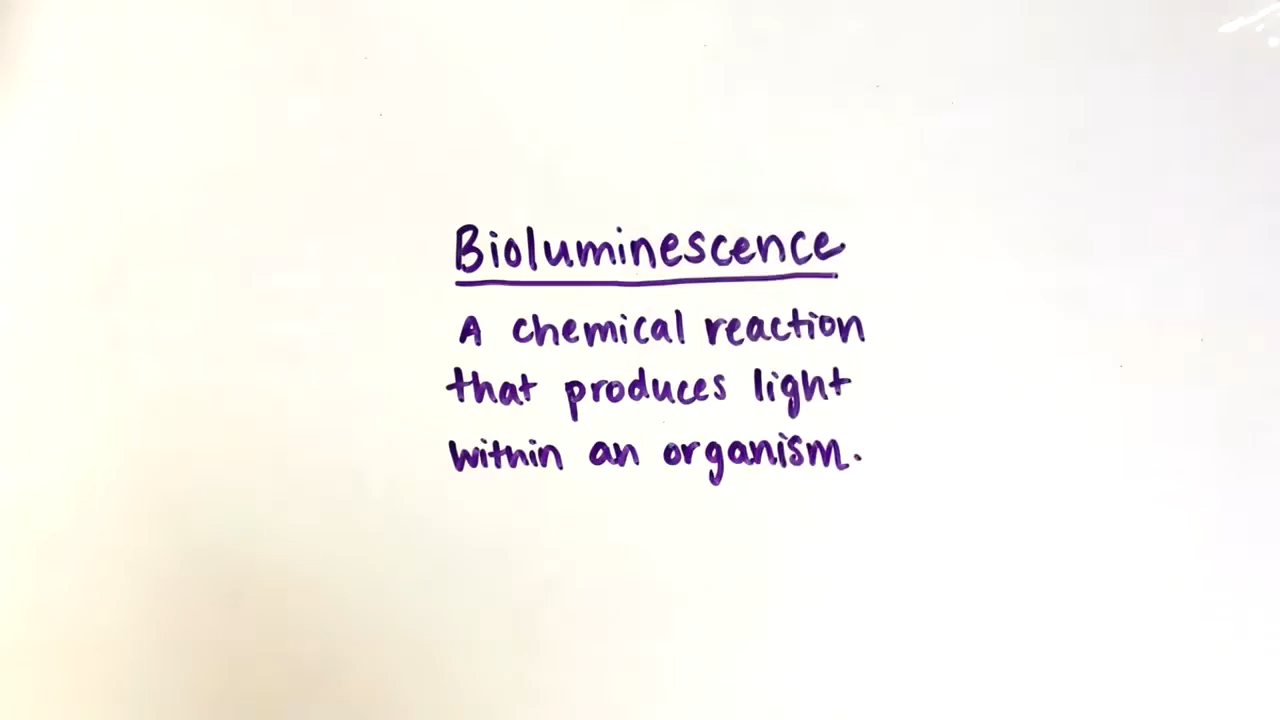 Bioluminescence
A chemical reaction
that produces light
within an organism.